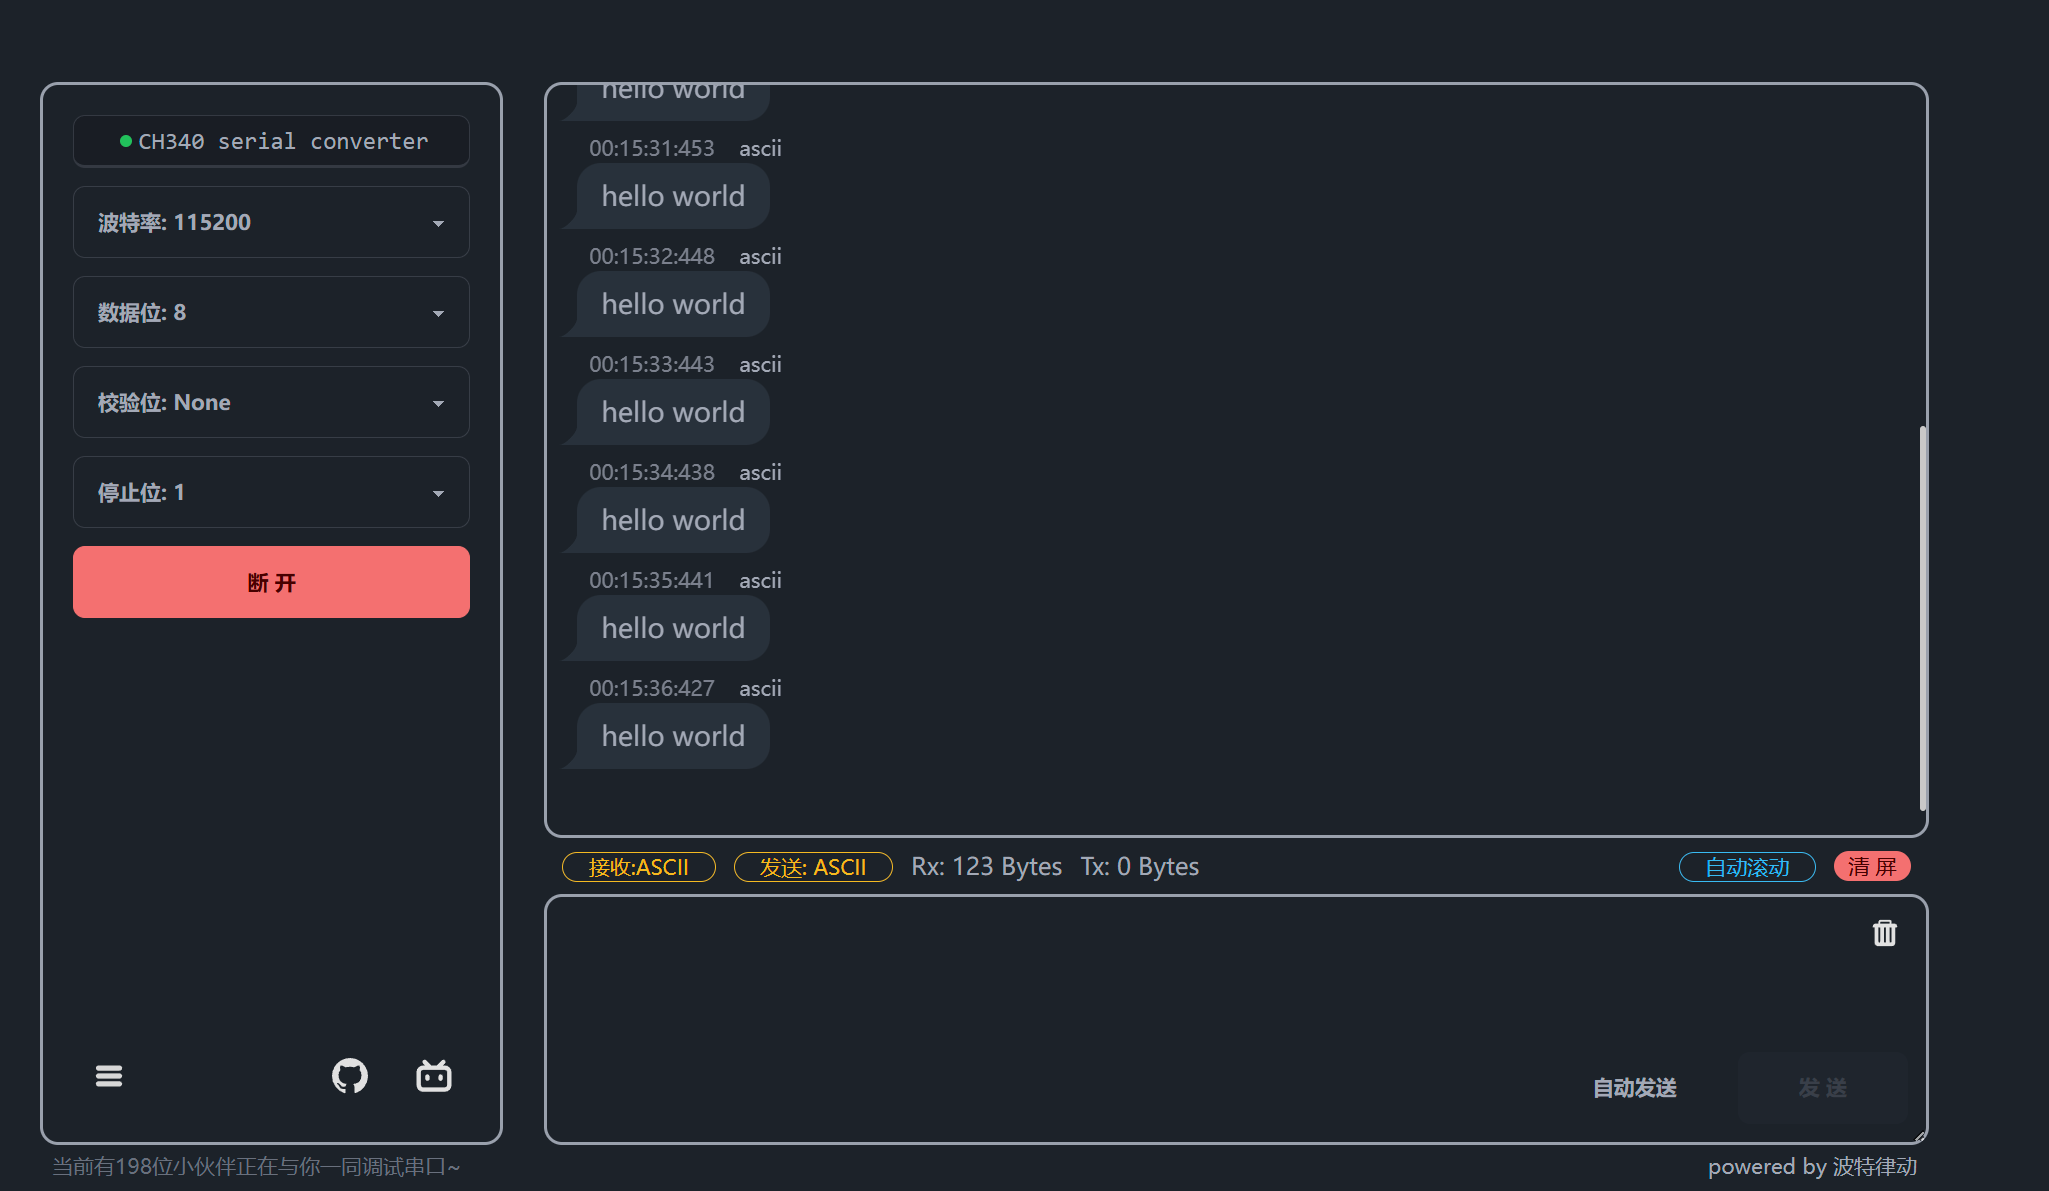 CH340 serial converter
波特率: 115200
数据位: 8
校验位: None
停止位: 1
断 开
当前有198位小伙伴正在与你一同调试串口~
hello world
00:15:31:453 ascii
hello world
00:15:32:448 ascii
hello world
00:15:33:443 ascii
hello world
00:15:34:438 ascii
hello world
00:15:35:441 ascii
hello world
00:15:36:427 ascii
hello world
接收:ASCII 发送: ASCII Rx: 123 Bytes Tx: 0 Bytes 自动滚动 清 屏
自动发送 发 送
powered by 波特律动